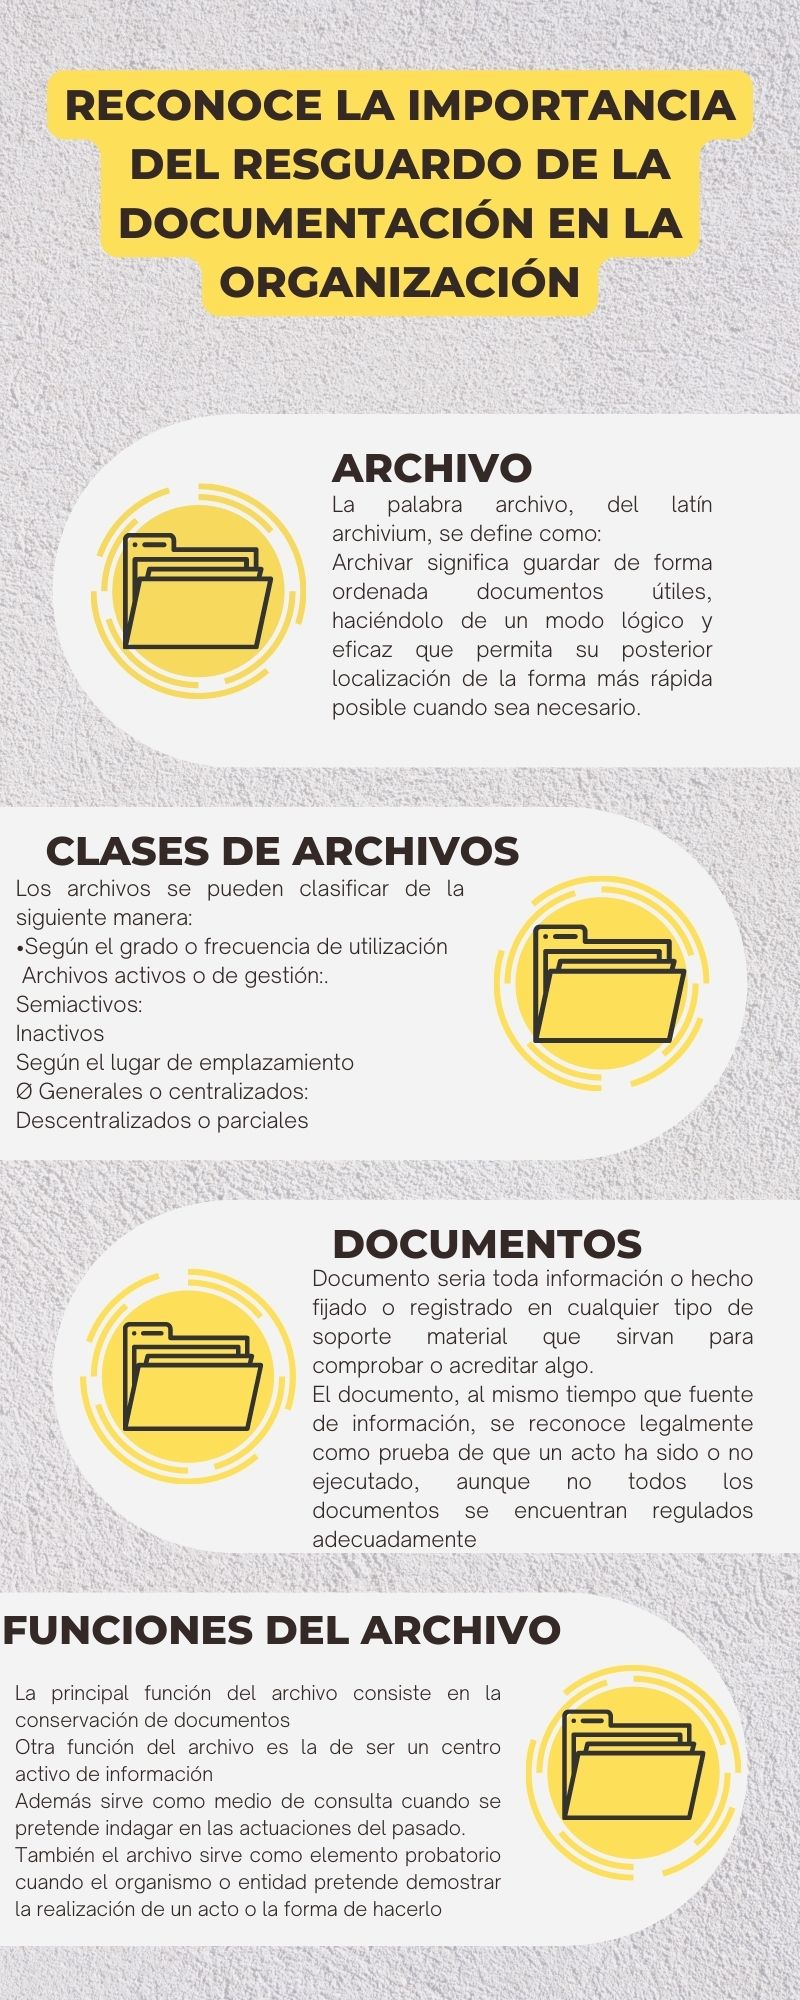 RECONOCE LA IMPORTANCIA
DEL RESGUARDO DE LA
DOCUMENTACIÓN EN LA
ORGANIZACIÓN
ARCHIVO
La palabra archivo, del latín
archivium, se define como:
Archivar significa guardar de forma
ordenada documentos útiles,
haciéndolo de un modo lógico y
eficaz que permita su posterior
localización de la forma más rápida
posible cuando sea necesario.
CLASES DE ARCHIVOS
Los archivos se pueden clasificar de la
siguiente manera:
•Según el grado o frecuencia de utilización
Archivos activos o de gestión:.
Semiactivos:
Inactivos
Según el lugar de emplazamiento
Ø Generales o centralizados:
Descentralizados o parciales
DOCUMENTOS
Documento seria toda información o hecho
fijado o registrado en cualquier tipo de
soporte material que sirvan para
comprobar o acreditar algo.
El documento, al mismo tiempo que fuente
de información, se reconoce legalmente
como prueba de que un acto ha sido o no
ejecutado, aunque no todos los
documentos se encuentran regulados
adecuadamente
FUNCIONES DEL ARCHIVO
La principal función del archivo consiste en la
conservación de documentos
Otra función del archivo es la de ser un centro
activo de información
Además sirve como medio de consulta cuando se
pretende indagar en las actuaciones del pasado.
También el archivo sirve como elemento probatorio
cuando el organismo o entidad pretende demostrar
la realización de un acto o la forma de hacerlo